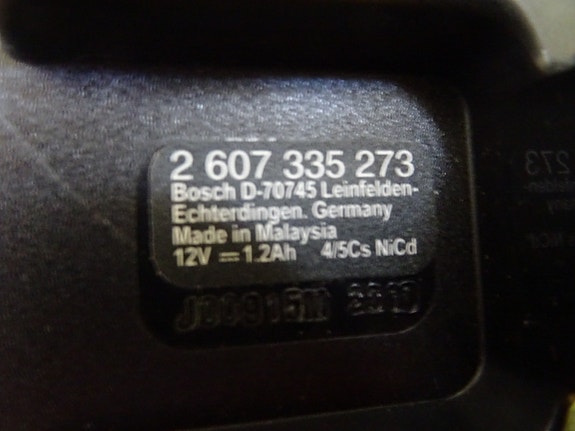 2 607 335 273
Bosch D-70745 Leinfelden-
Echterdingen. Germany
Made in Malaysia
12V ⎓ 1.2Ah 4/5Cs NiCd